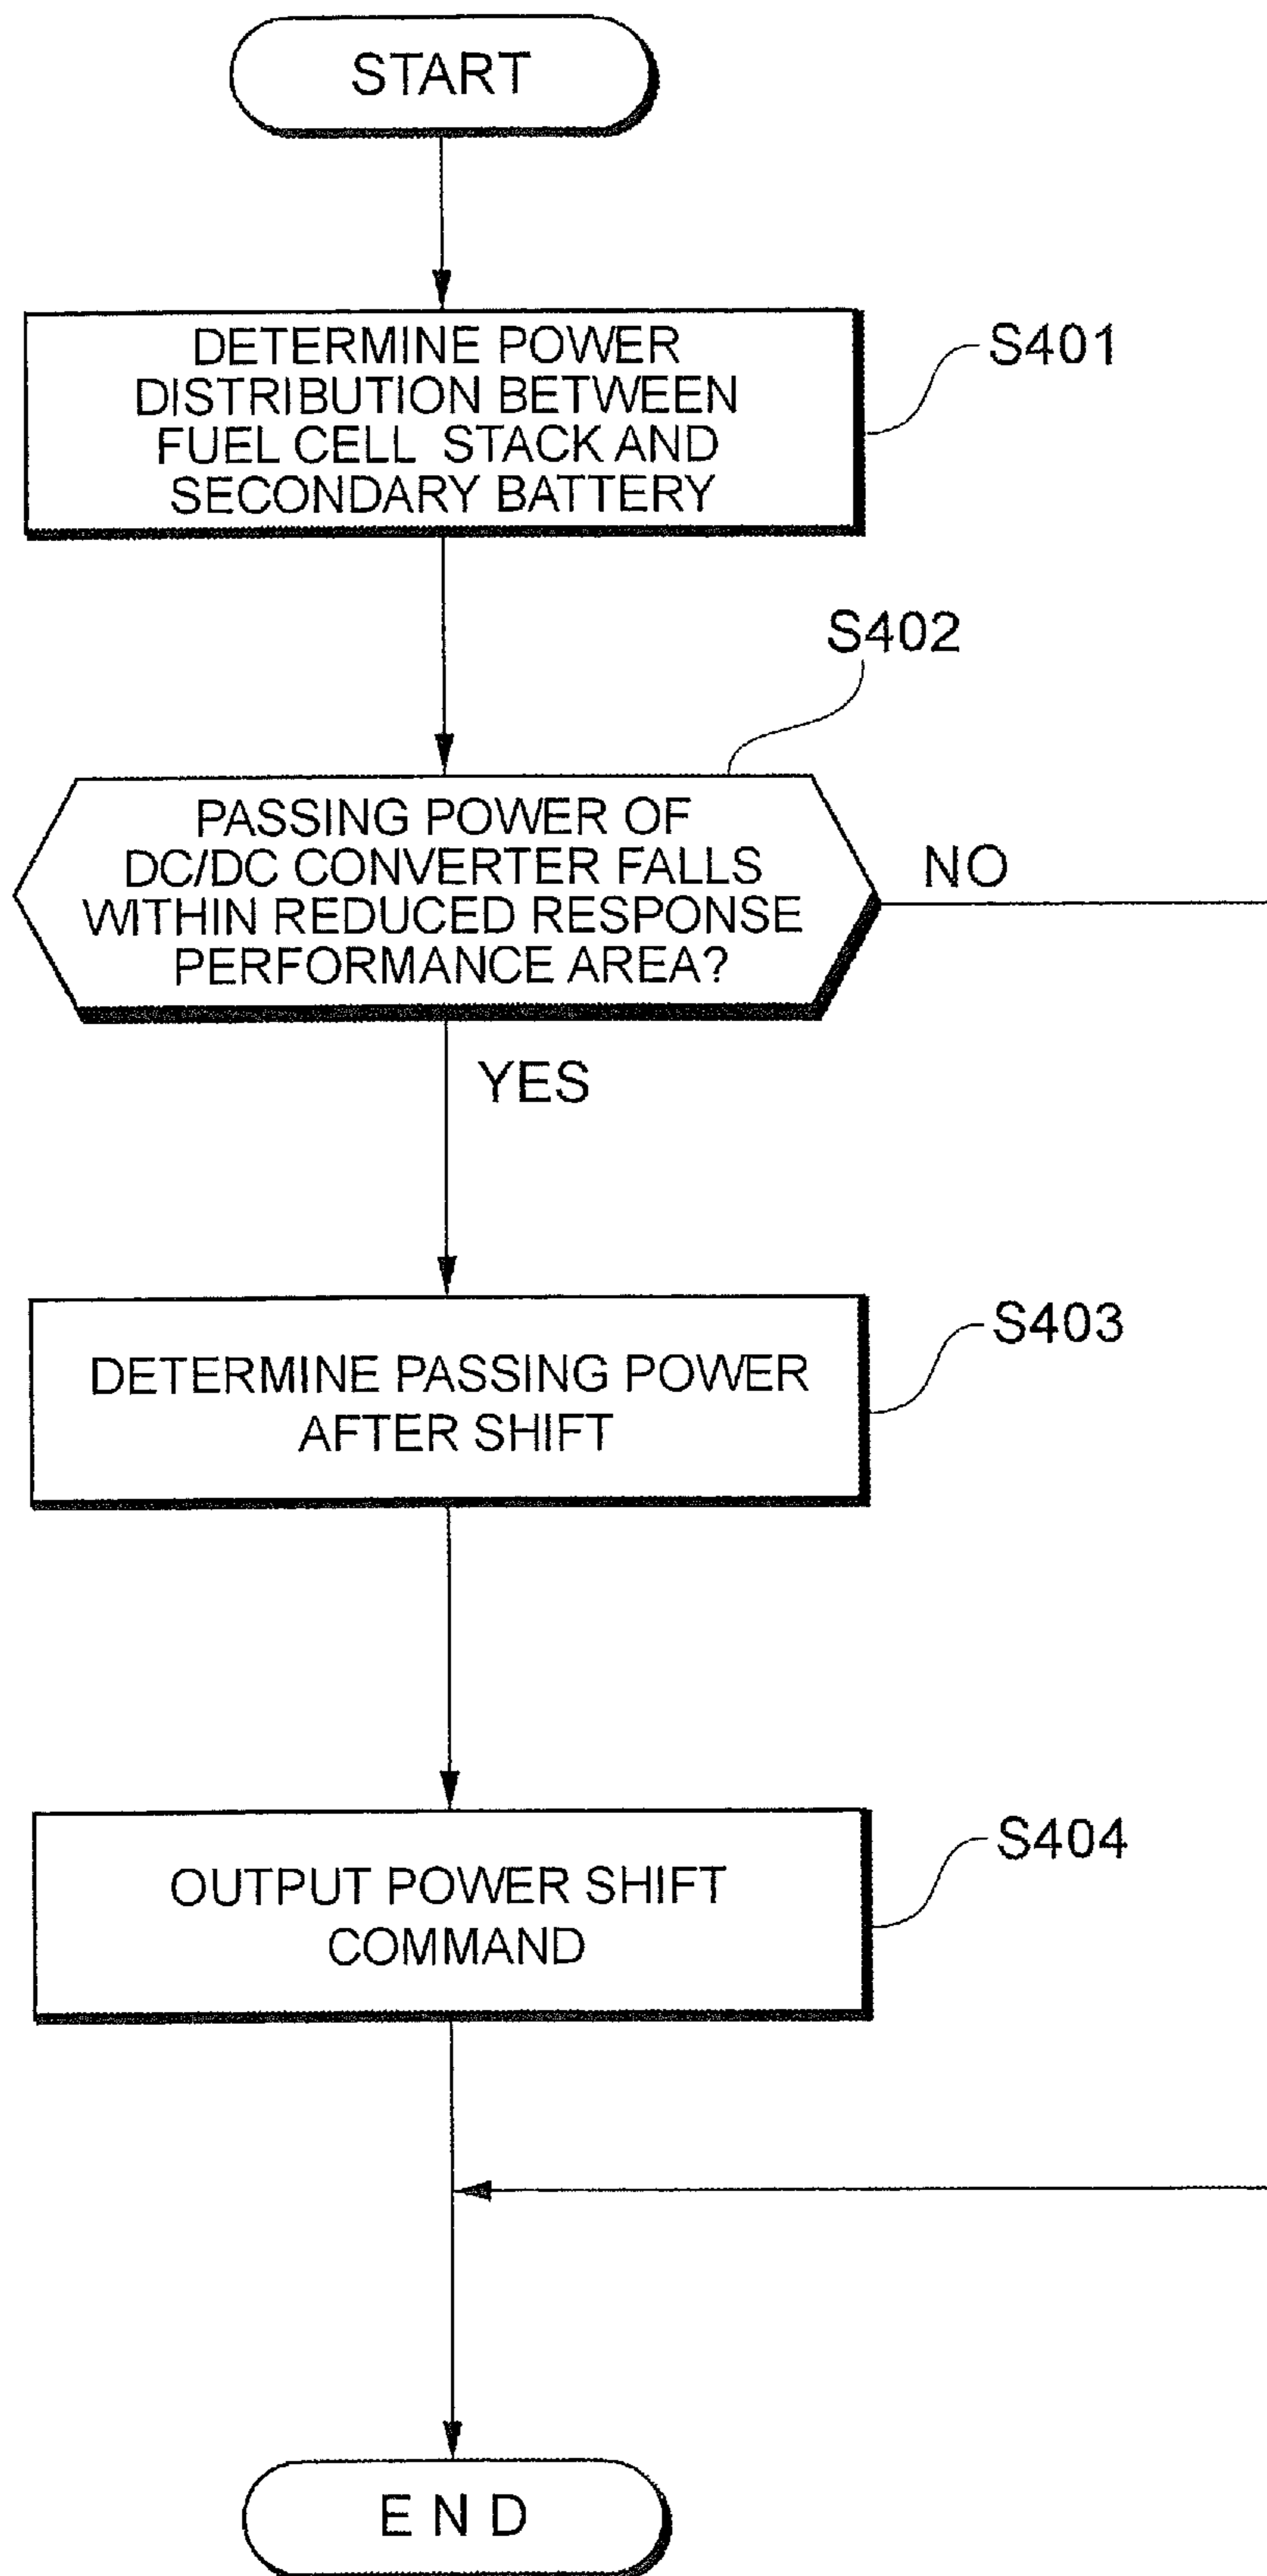 START
DETERMINE POWER
DISTRIBUTION BETWEEN
FUEL CELL STACK AND
SECONDARY BATTERY
S401
S402
PASSING POWER OF
DC/DC CONVERTER FALLS
WITHIN REDUCED RESPONSE
PERFORMANCE AREA?
NO
YES
DETERMINE PASSING POWER
AFTER SHIFT
S403
OUTPUT POWER SHIFT
COMMAND
S404
E N D